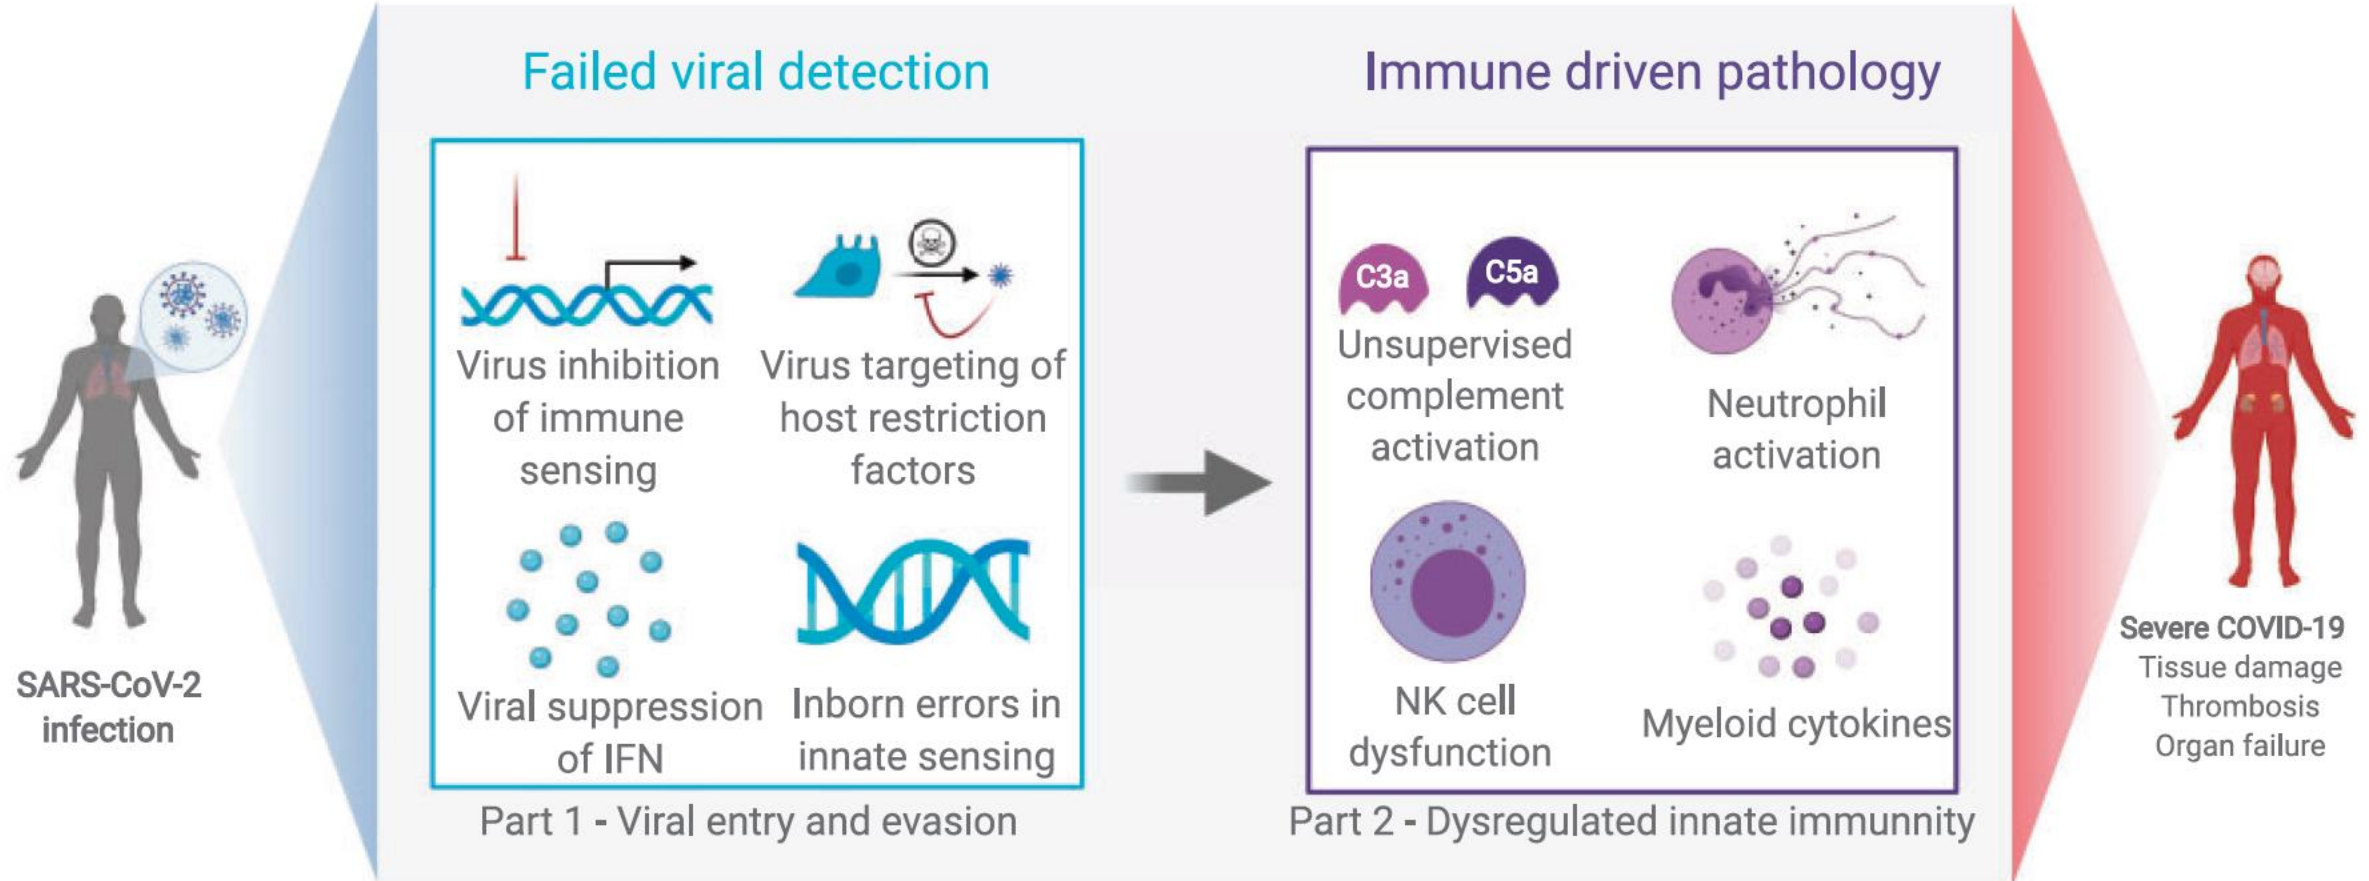 Failed viral detection
Immune driven pathology
Virus inhibition
of immune
sensing
Virus targeting of
host restriction
factors
Viral suppression
of IFN
Inborn errors in
innate sensing
Part 1 - Viral entry and evasion
C3a
C5a
Unsupervised
complement
activation
Neutrophil
activation
NK cell
dysfunction
Myeloid cytokines
Part 2 - Dysregulated innate immunnity
SARS-CoV-2
infection
Severe COVID-19
Tissue damage
Thrombosis
Organ failure